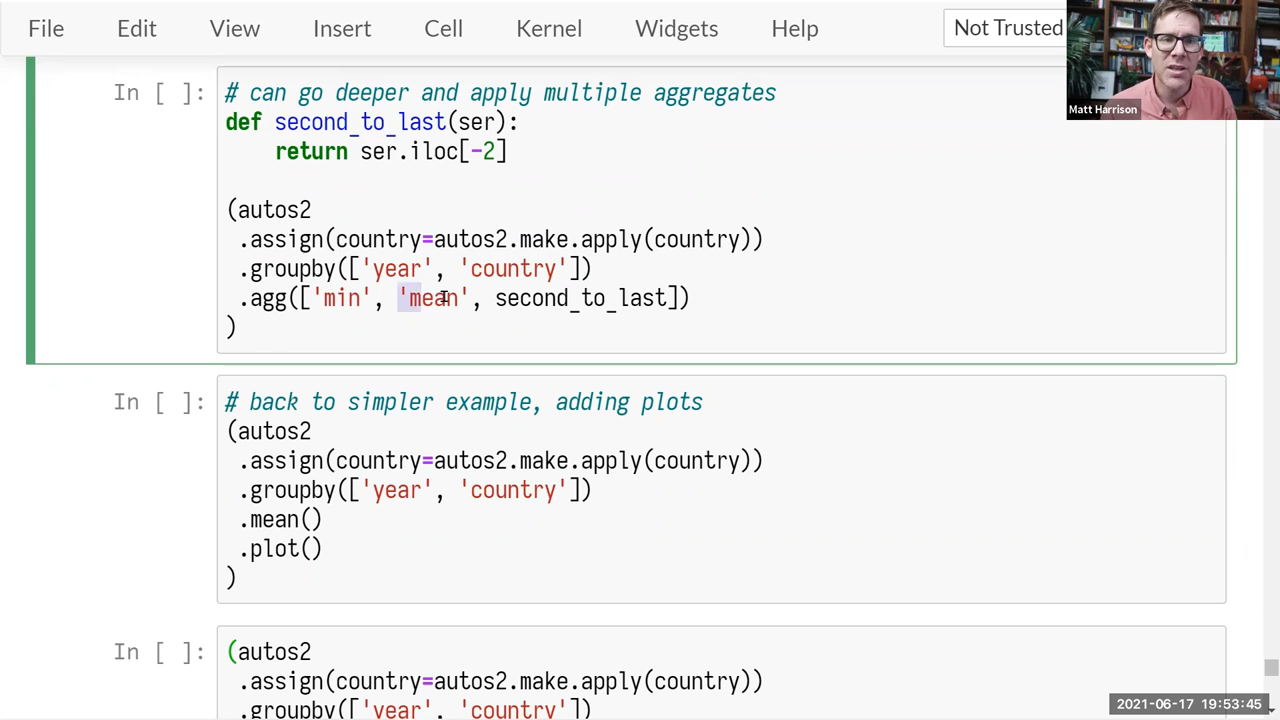 File Edit View Insert Cell Kernel Widgets Help Not Trusted
Matt Harrison
In [ ]: # can go deeper and apply multiple aggregates
def second_to_last(ser):
    return ser.iloc[-2]
(autos2
 .assign(country=autos2.make.apply(country))
 .groupby(['year', 'country'])
 .agg(['min', 'mean', second_to_last])
)
In [ ]: # back to simpler example, adding plots
(autos2
 .assign(country=autos2.make.apply(country))
 .groupby(['year', 'country'])
 .mean()
 .plot()
)
In [ ]: (autos2
 .assign(country=autos2.make.apply(country))
 .groupby(['year', 'country'])
2021-06-17 19:53:45